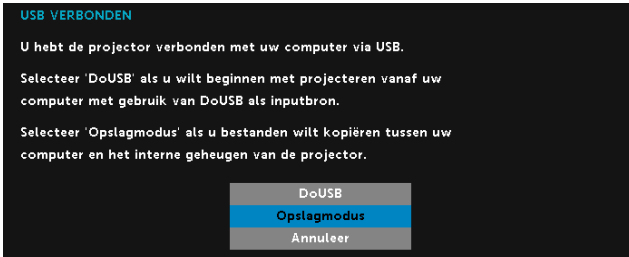 USB VERBONDEN
U hebt de projector verbonden met uw computer via USB.
Selecteer 'DoUSB' als u wilt beginnen met projecteren vanaf uw
computer met gebruik van DoUSB als inputbron.
Selecteer 'Opslagmodus' als u bestanden wilt kopiëren tussen uw
computer en het interne geheugen van de projector.
DoUSB
Opslagmodus
Annuleer